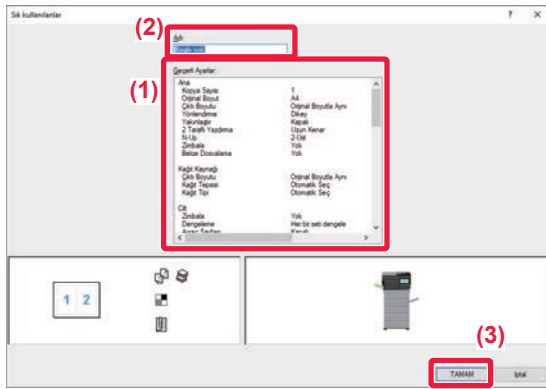 Sık kullanılanlar
? X
(2)
Adı:
Geçerli Ayarlar:
(1)
Ana
Kopya Sayısı 1
Orijinal Boyut A4
Çıktı Boyutu Orijinal Boyutla Aynı
Yönlendirme Dikey
Yakınlaştır Kapalı
2 Taraflı Yazdırma Uzun Kenar
N-Up 2-Üst
Zımbala Yok
Belge Dosyalama Yok
Kağıt Kaynağı
Çıktı Boyutu Orijinal Boyutla Aynı
Kağıt Tepsisi Otomatik Seç
Kağıt Tipi Otomatik Seç
Cilt
Zımbala Yok
Dengeleme Her bir seti dengele
1 2
(3)
TAMAM
İptal